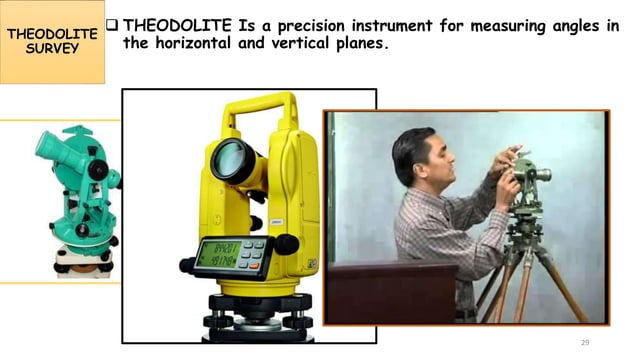 THEODOLITE
SURVEY
❑ THEODOLITE Is a precision instrument for measuring angles in
the horizontal and vertical planes.
29